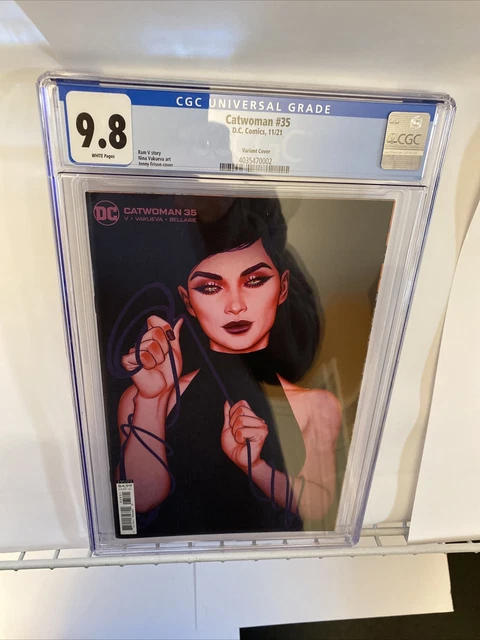 CGC UNIVERSAL GRADE
9.8
WHITE Pages
Catwoman #35
D.C. Comics, 11/21
Variant Cover
Ram V story
Nina Vakueva art
Jenny Frison cover
4035470002
CGC
DC
CATWOMAN 35
V • VAKUEVA • BELLAIRE